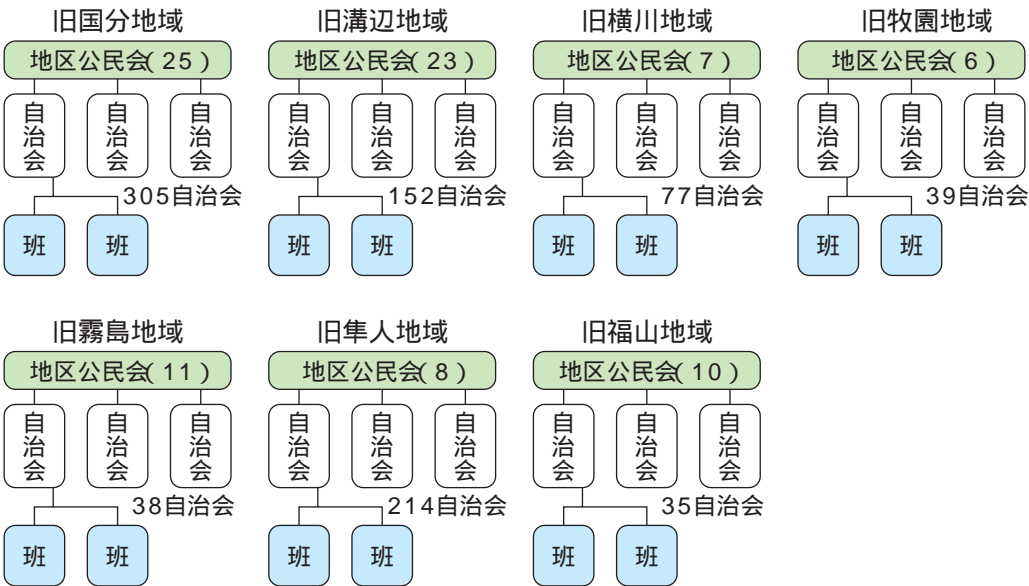 旧国分地域
地区公民会(25)
自治会
自治会
自治会
305自治会
班
班
旧溝辺地域
地区公民会(23)
自治会
自治会
自治会
152自治会
班
班
旧横川地域
地区公民会(7)
自治会
自治会
自治会
77自治会
班
班
旧牧園地域
地区公民会(6)
自治会
自治会
自治会
39自治会
班
班
旧霧島地域
地区公民会(11)
自治会
自治会
自治会
38自治会
班
班
旧隼人地域
地区公民会(8)
自治会
自治会
自治会
214自治会
班
班
旧福山地域
地区公民会(10)
自治会
自治会
自治会
35自治会
班
班